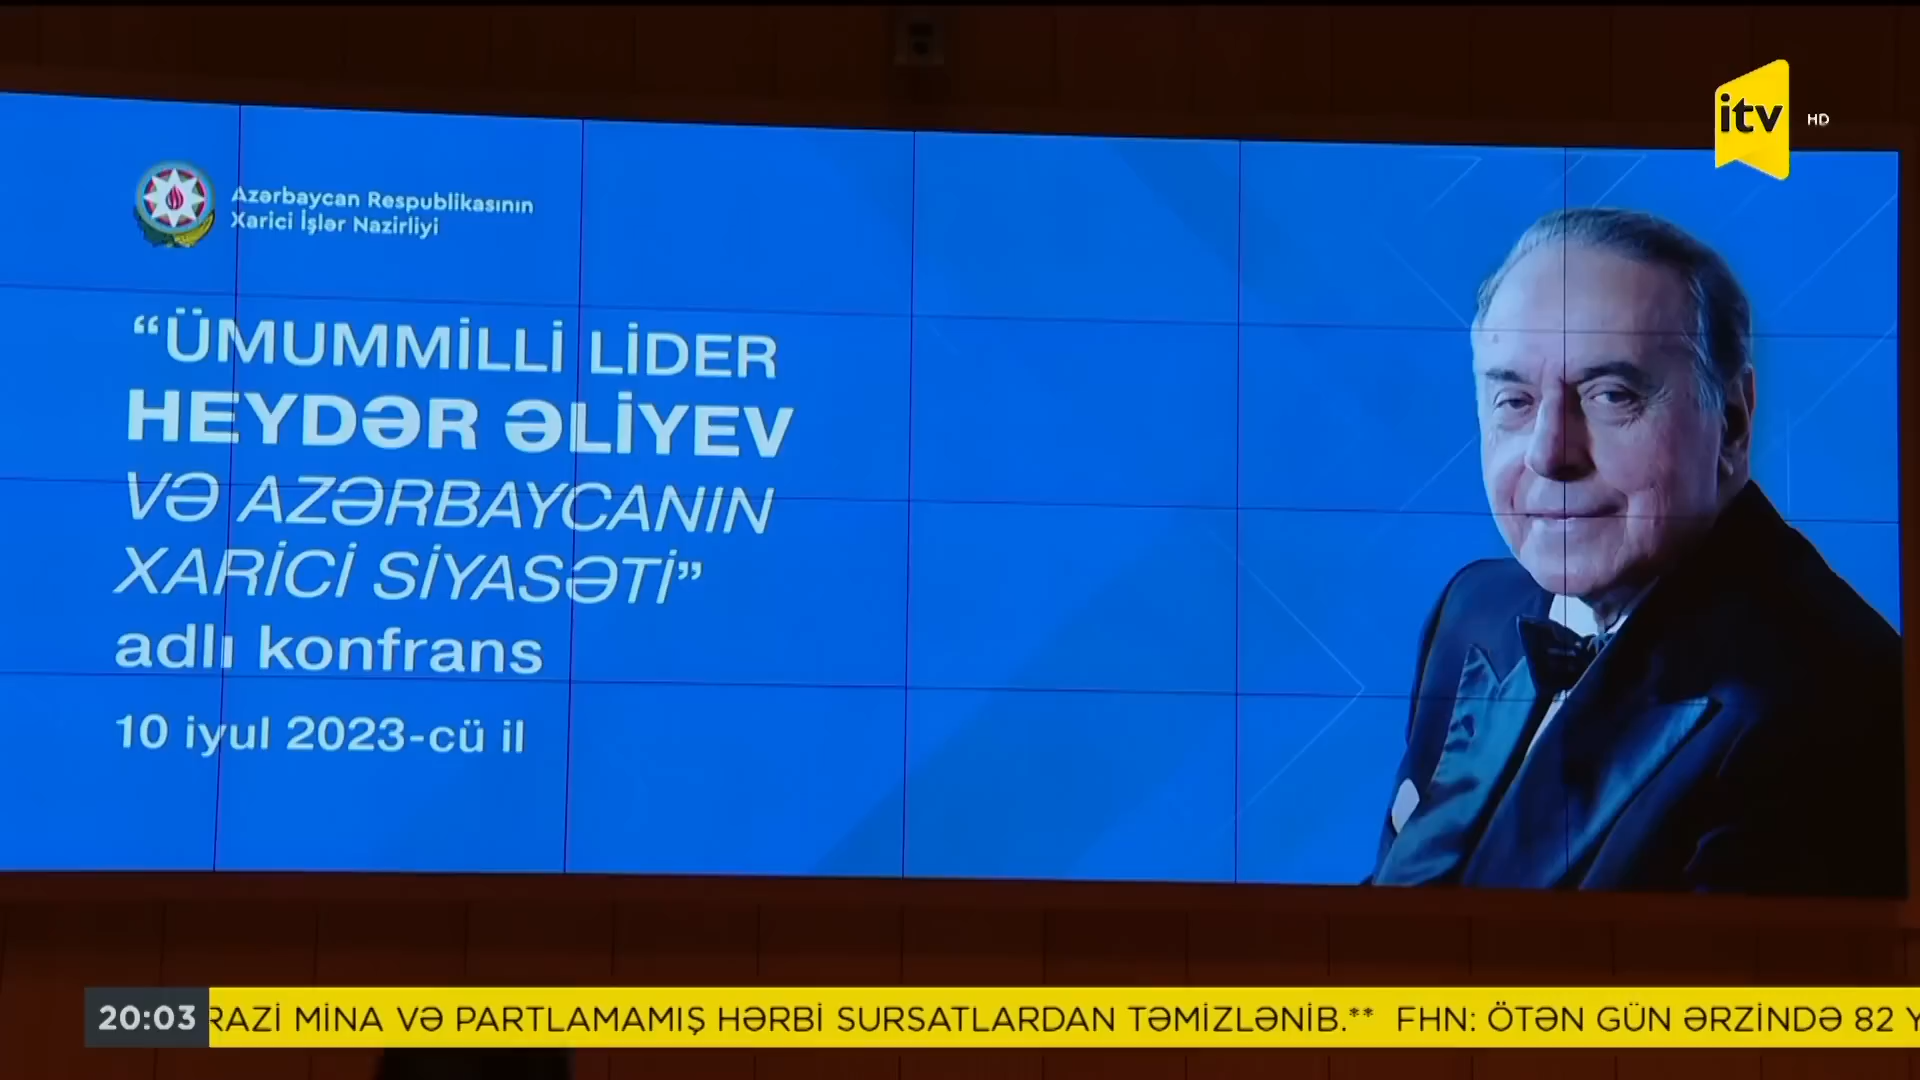 itv HD
Azərbaycan Respublikasının
Xarici İşlər Nazirliyi
“ÜMUMMİLLİ LİDER
HEYDƏR ƏLİYEV
VƏ AZƏRBAYCANIN
XARİCİ SİYASƏTİ”
adlı konfrans
10 iyul 2023-cü il
20:03 RAZİ MİNA VƏ PARTLAMAMIŞ HƏRBİ SURSATLARDAN TƏMİZLƏNİB.** FHN: ÖTƏN GÜN ƏRZİNDƏ 82 Y